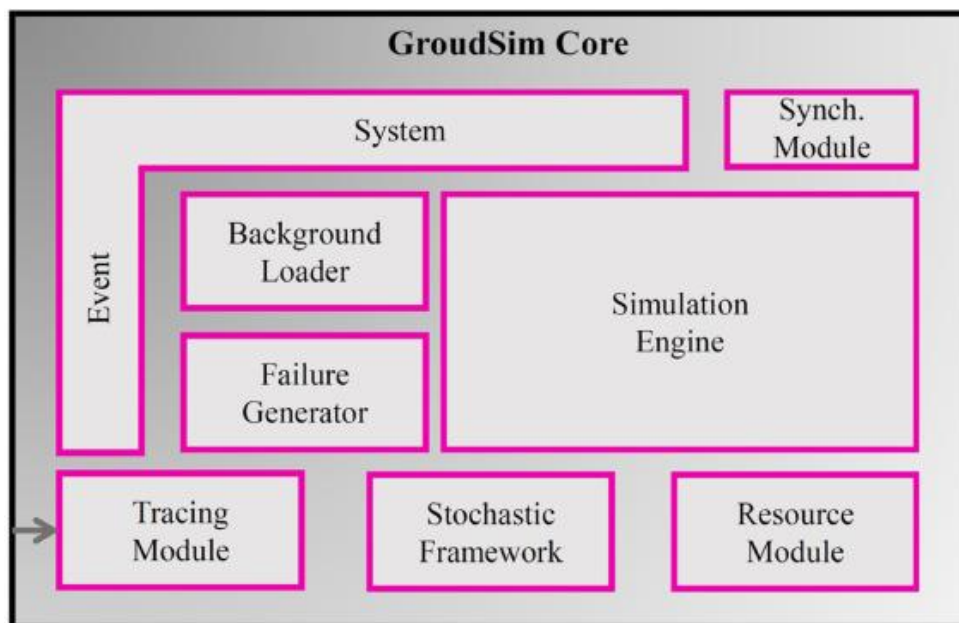 GroudSim Core
System
Synch.
Module
Event
Background
Loader
Simulation
Engine
Failure
Generator
Tracing
Module
Stochastic
Framework
Resource
Module